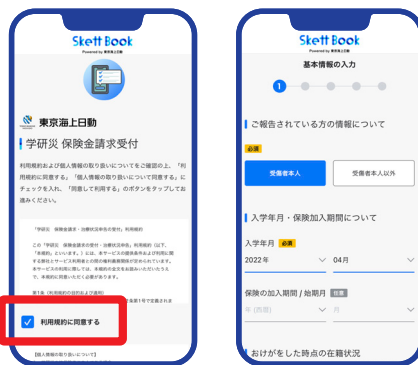 Skett Book
Powered by 東京海上日動
東京海上日動
学研災 保険金請求受付
利用規約および個人情報の取り扱いについてをご確認の上、「利
用規約に同意する」「個人情報の取り扱いについて同意する」に
チェックを入れ、「同意して利用する」のボタンをタップしてお
進みください。
「学研災 保険金請求・治療状況申告の受付」利用規約
この「学研災 保険金請求の受付・治療状況申告」利用規約（以下、
「本規約」といいます。）には、本サービスの提供条件および利用に関
する弊社とサービス利用者との間の権利義務関係が定められています。
本サービスの利用に際しては、本規約の全文をお読みいただいたうえ
で、本規約に同意いただく必要があります。
第1条（利用規約の目的および適用）
利用規約に同意する
【個人情報の取り扱いについて】
Skett Book
Powered by 東京海上日動
基本情報の入力
1
ご報告されている方の情報について
必須
受傷者本人
受傷者本人以外
入学年月・保険加入期間について
入学年月 必須
2022年
04月
保険の加入期間 / 始期月 任意
年 (西暦)
月
おけがをした時点の在籍状況